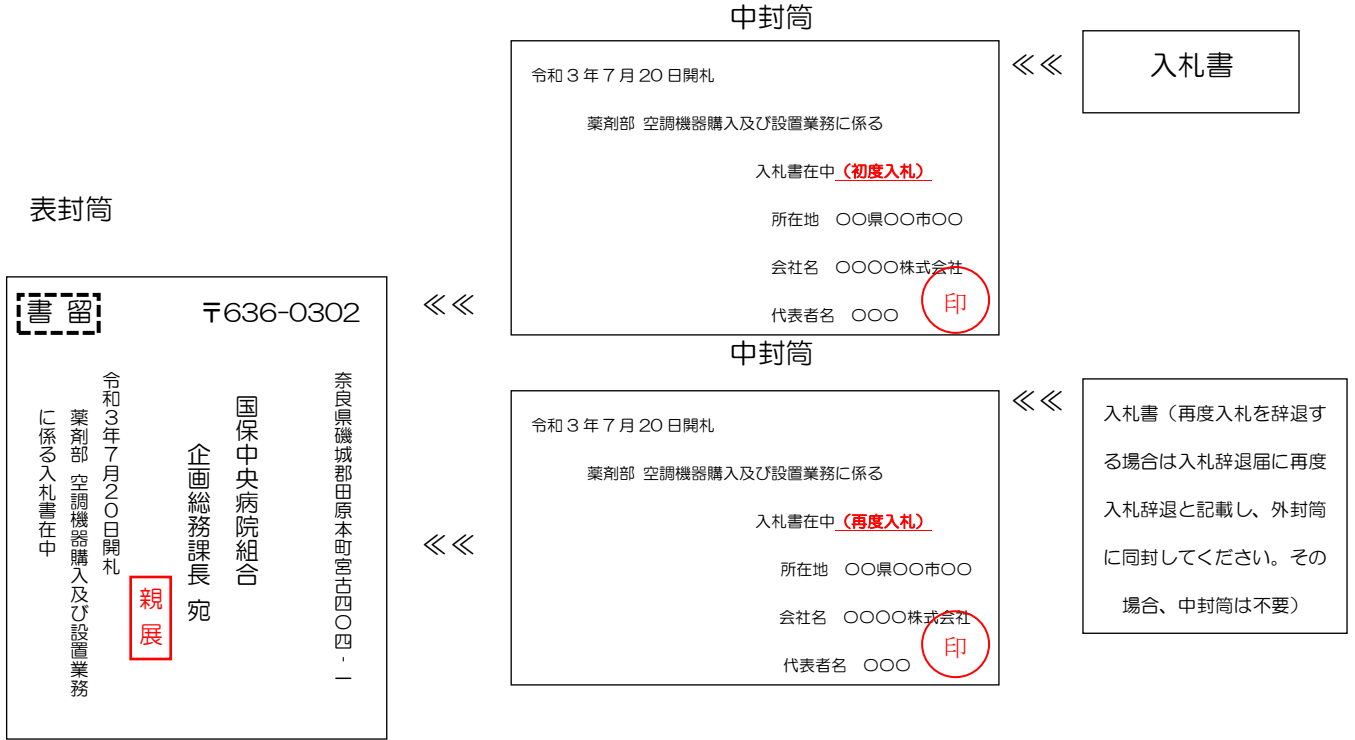 中封筒
令和3年7月20日開札
薬剤部 空調機器購入及び設置業務に係る
入札書在中（初度入札）
所在地 〇〇県〇〇市〇〇
会社名 〇〇〇〇株式会社
代表者名 〇〇〇
印
≪≪
入札書
表封筒
書留
〒636-0302
奈良県磯城郡田原本町宮古四〇四-一
国保中央病院組合
企画総務課長 宛
親展
令和3年7月20日開札
薬剤部 空調機器購入及び設置業務
に係る入札書在中
≪≪
≪≪
中封筒
令和3年7月20日開札
薬剤部 空調機器購入及び設置業務に係る
入札書在中（再度入札）
所在地 〇〇県〇〇市〇〇
会社名 〇〇〇〇株式会社
代表者名 〇〇〇
印
≪≪
入札書（再度入札を辞退す
る場合は入札辞退届に再度
入札辞退と記載し、外封筒
に同封してください。その
場合、中封筒は不要）